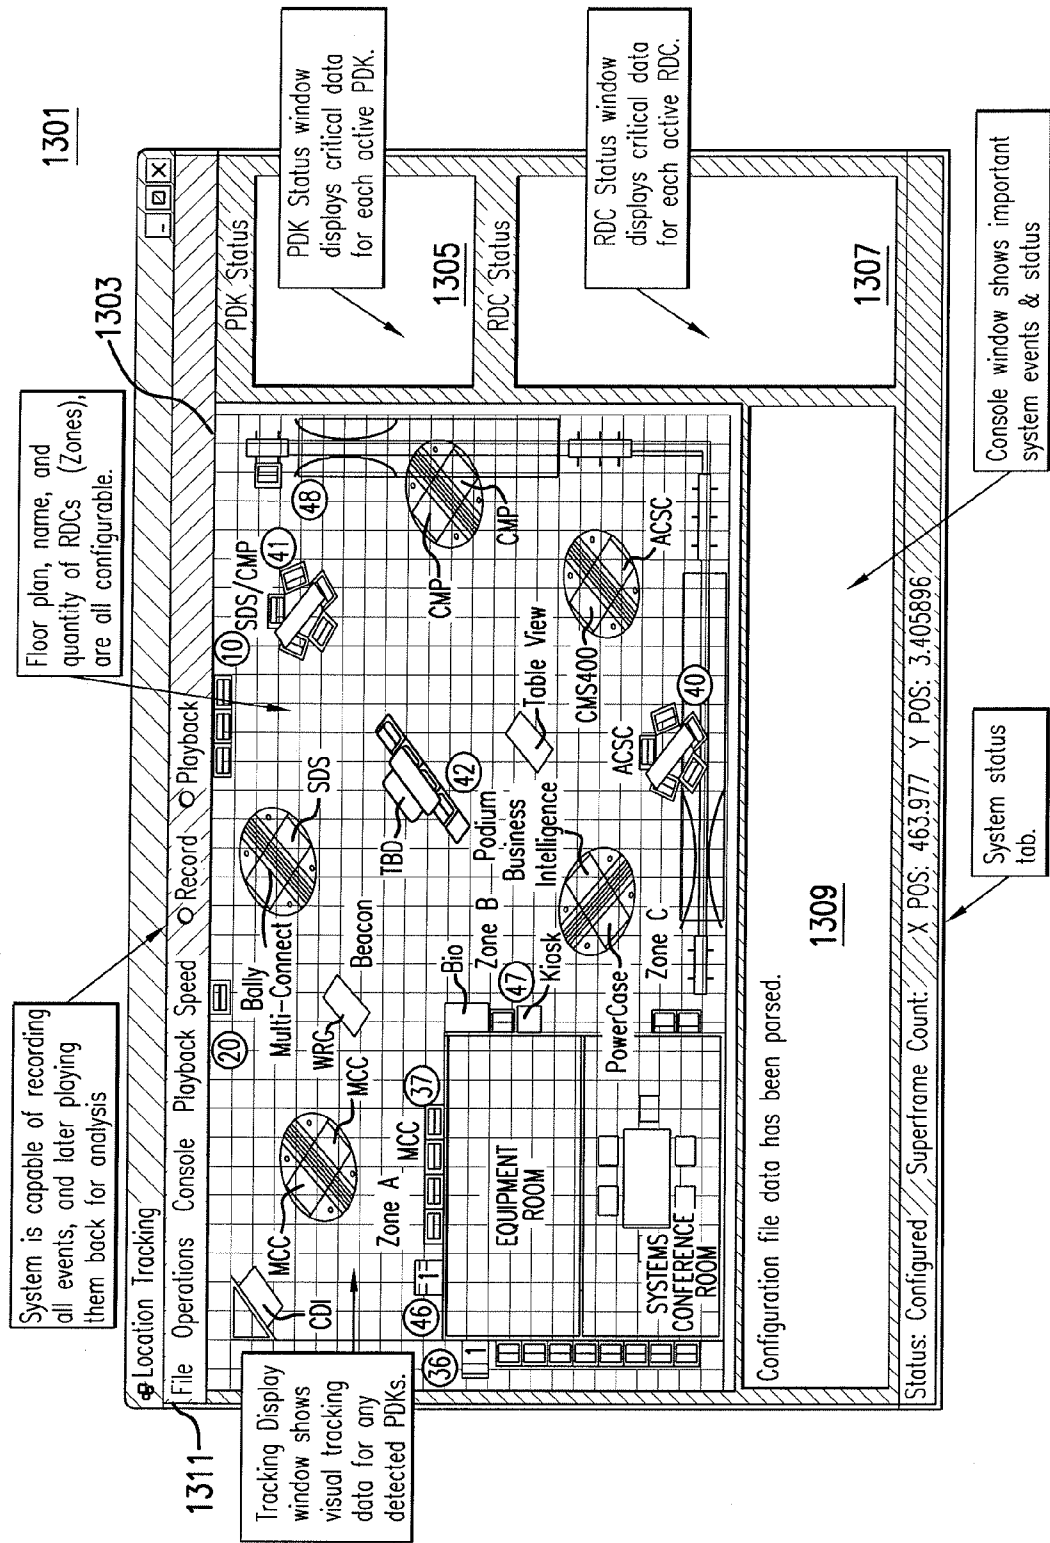 1301
System is capable of recording
all events, and later playing
them back for analysis
Floor plan, name, and
quantity of RDCs (Zones),
are all configurable.
1303
1311
Location Tracking
File Operations Console Playback Speed Record Playback
PDK Status
PDK Status window
displays critical data
for each active PDK.
1305
RDC Status
RDC Status window
displays critical data
for each active RDC.
1307
Tracking Display
window shows
visual tracking
data for any
detected PDKs.
CDI
MCC
MCC
20
Bally
Multi-Connect
SDS
10
SDS/CMP
41
48
WRG
Beacon
TBD
42
CMP
CMP
Zone A
MCC
37
46
1
36
1
Bio
Zone B
47
Kiosk
Podium
Business
Intelligence
Table View
CMS400
ACSC
EQUIPMENT
ROOM
SYSTEMS
CONFERENCE
ROOM
PowerCase
Zone C
ACSC
40
Configuration file data has been parsed.
1309
Console window shows important
system events & status
Status: Configured Superframe Count: X POS: 463.977 Y POS: 3.405896
System status
tab.